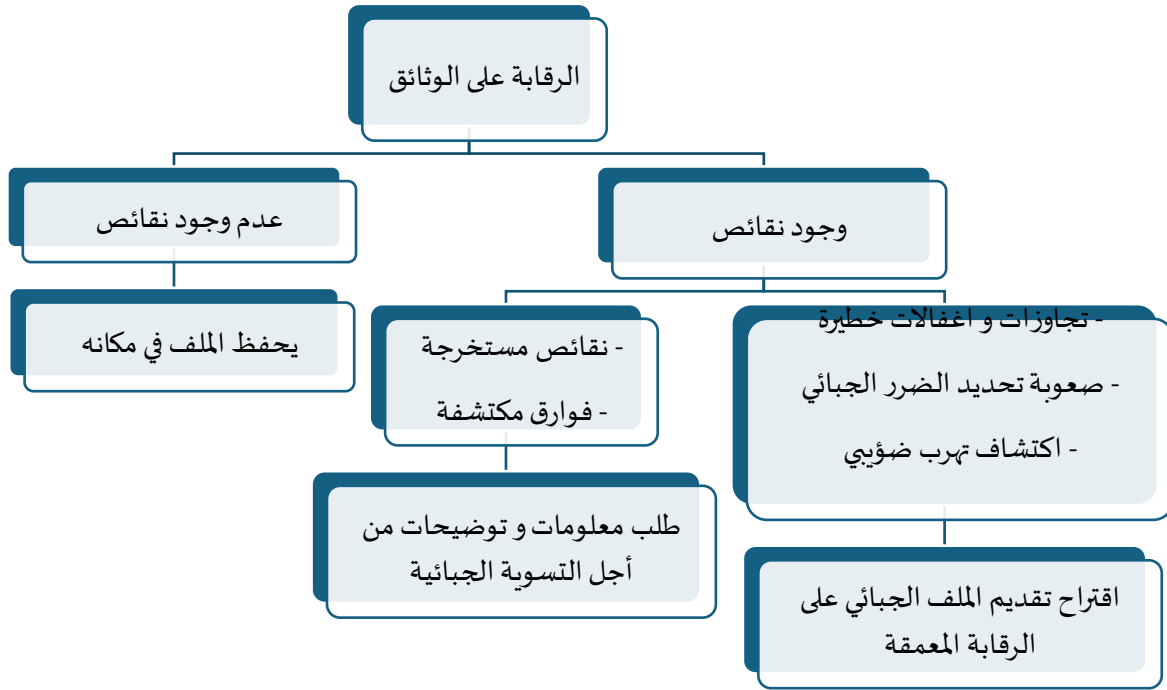 الرقابة على الوثائق
وجود نقائص
عدم وجود نقائص
- تجاوزات و اغفالات خطيرة
- صعوبة تحديد الضرر الجبائي
- اكتشاف تهرب ضؤيبي
- نقائص مستخرجة
- فوارق مكتشفة
يحفظ الملف في مكانه
طلب معلومات و توضيحات من
أجل التسوية الجبائية
اقتراح تقديم الملف الجبائي على
الرقابة المعمقة